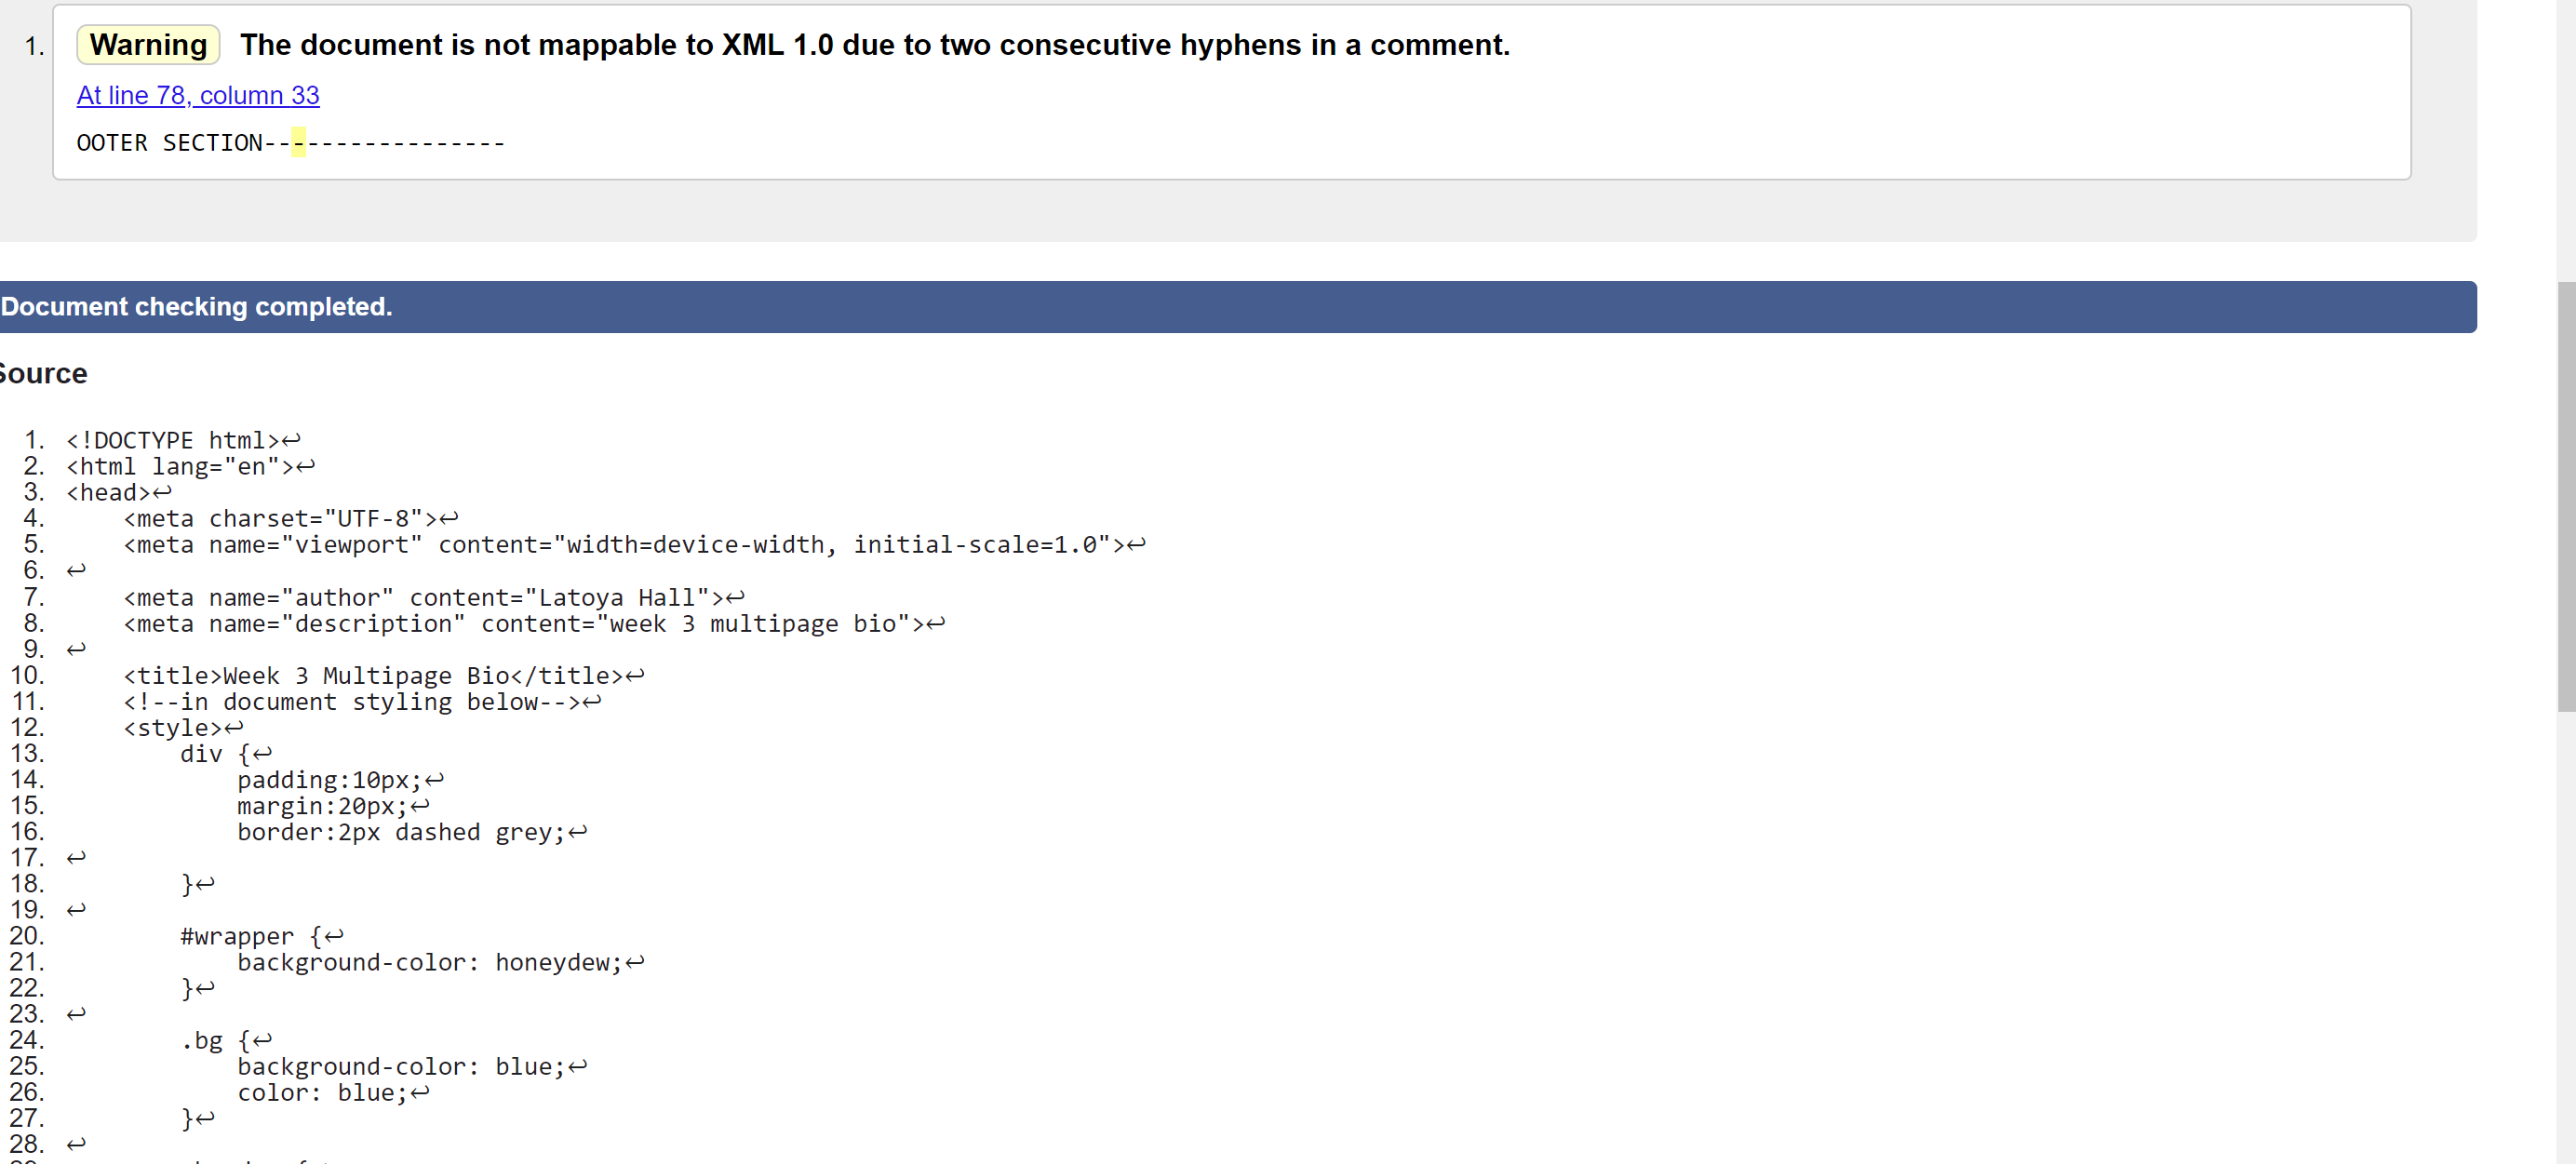 1. Warning The document is not mappable to XML 1.0 due to two consecutive hyphens in a comment.
At line 78, column 33
OOTER SECTION-----------------
Document checking completed.
Source
1. <!DOCTYPE html>↩
2. <html lang="en">↩
3. <head>↩
4. <meta charset="UTF-8">↩
5. <meta name="viewport" content="width=device-width, initial-scale=1.0">↩
6. ↩
7. <meta name="author" content="Latoya Hall">↩
8. <meta name="description" content="week 3 multipage bio">↩
9. ↩
10. <title>Week 3 Multipage Bio</title>↩
11. <!--in document styling below-->↩
12. <style>↩
13. div {↩
14. padding:10px;↩
15. margin:20px;↩
16. border:2px dashed grey;↩
17. ↩
18. }↩
19. ↩
20. #wrapper {↩
21. background-color: honeydew;↩
22. }↩
23. ↩
24. .bg {↩
25. background-color: blue;↩
26. color: blue;↩
27. }↩
28. ↩